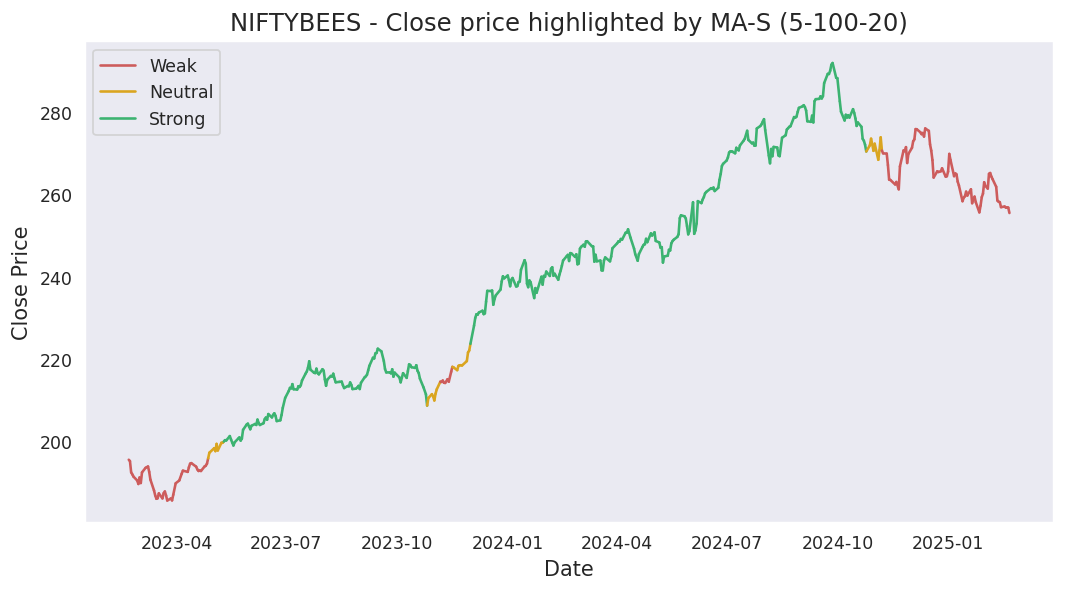 NIFTYBEES - Close price highlighted by MA-S (5-100-20)
Weak
Neutral
Strong
Close Price
280
260
240
220
200
2023-04 2023-07 2023-10 2024-01 2024-04 2024-07 2024-10 2025-01
Date